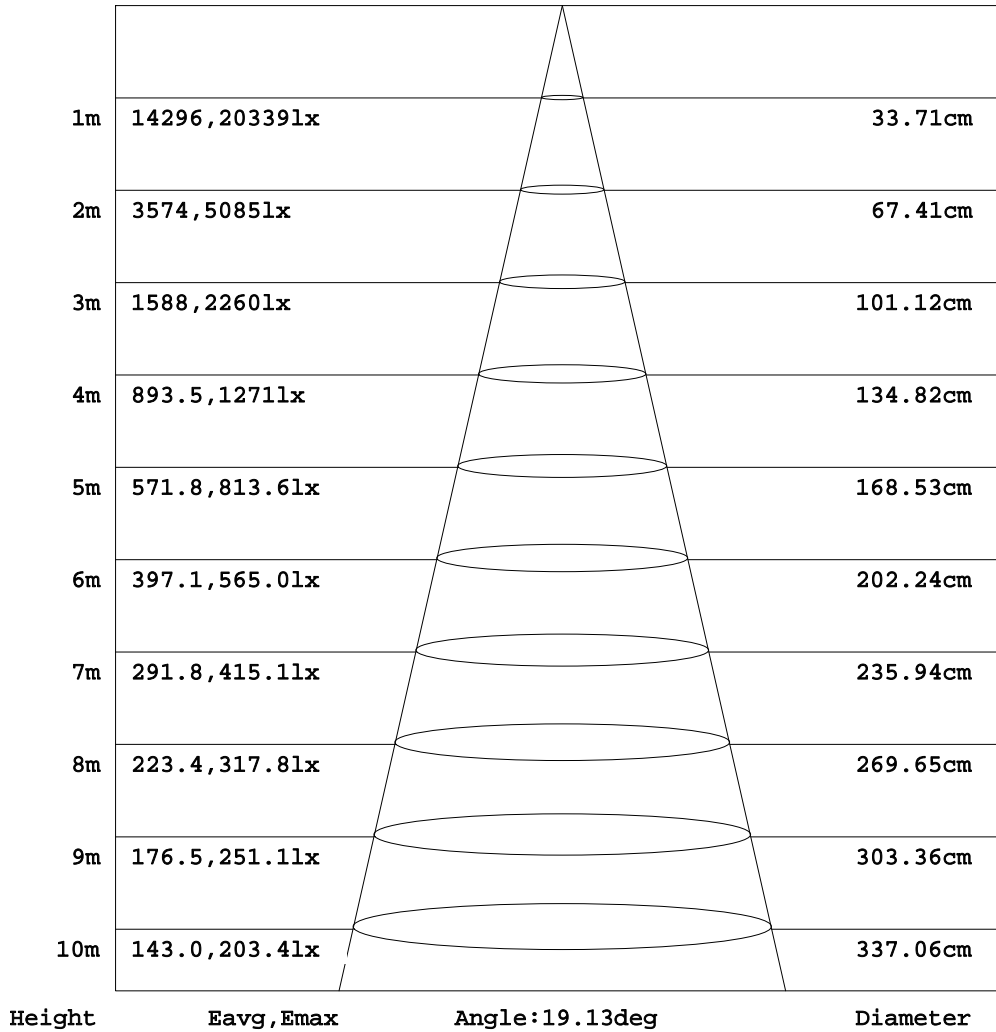 1m 14296,20339lx 33.71cm
2m 3574,5085lx 67.41cm
3m 1588,2260lx 101.12cm
4m 893.5,1271lx 134.82cm
5m 571.8,813.6lx 168.53cm
6m 397.1,565.0lx 202.24cm
7m 291.8,415.1lx 235.94cm
8m 223.4,317.8lx 269.65cm
9m 176.5,251.1lx 303.36cm
10m 143.0,203.4lx 337.06cm
Height Eavg,Emax Angle:19.13deg Diameter